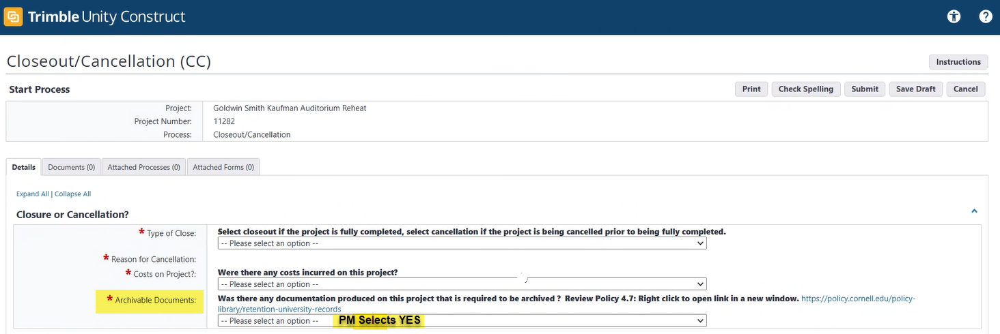 Trimble Unity Construct
Closeout/Cancellation (CC)
Instructions
Start Process
Print
Check Spelling
Submit
Save Draft
Cancel
Project: Goldwin Smith Kaufman Auditorium Reheat
Project Number: 11282
Process: Closeout/Cancellation
Details
Documents (0)
Attached Processes (0)
Attached Forms (0)
Expand All | Collapse All
Closure or Cancellation?
* Type of Close: Select closeout if the project is fully completed, select cancellation if the project is being cancelled prior to being fully completed.
-- Please select an option --
* Reason for Cancellation:
* Costs on Project?: Were there any costs incurred on this project?
-- Please select an option --
* Archivable Documents: Was there any documentation produced on this project that is required to be archived ? Review Policy 4.7: Right click to open link in a new window. https://policy.cornell.edu/policy-
library/retention-university-records
-- Please select an option -- PM Selects YES